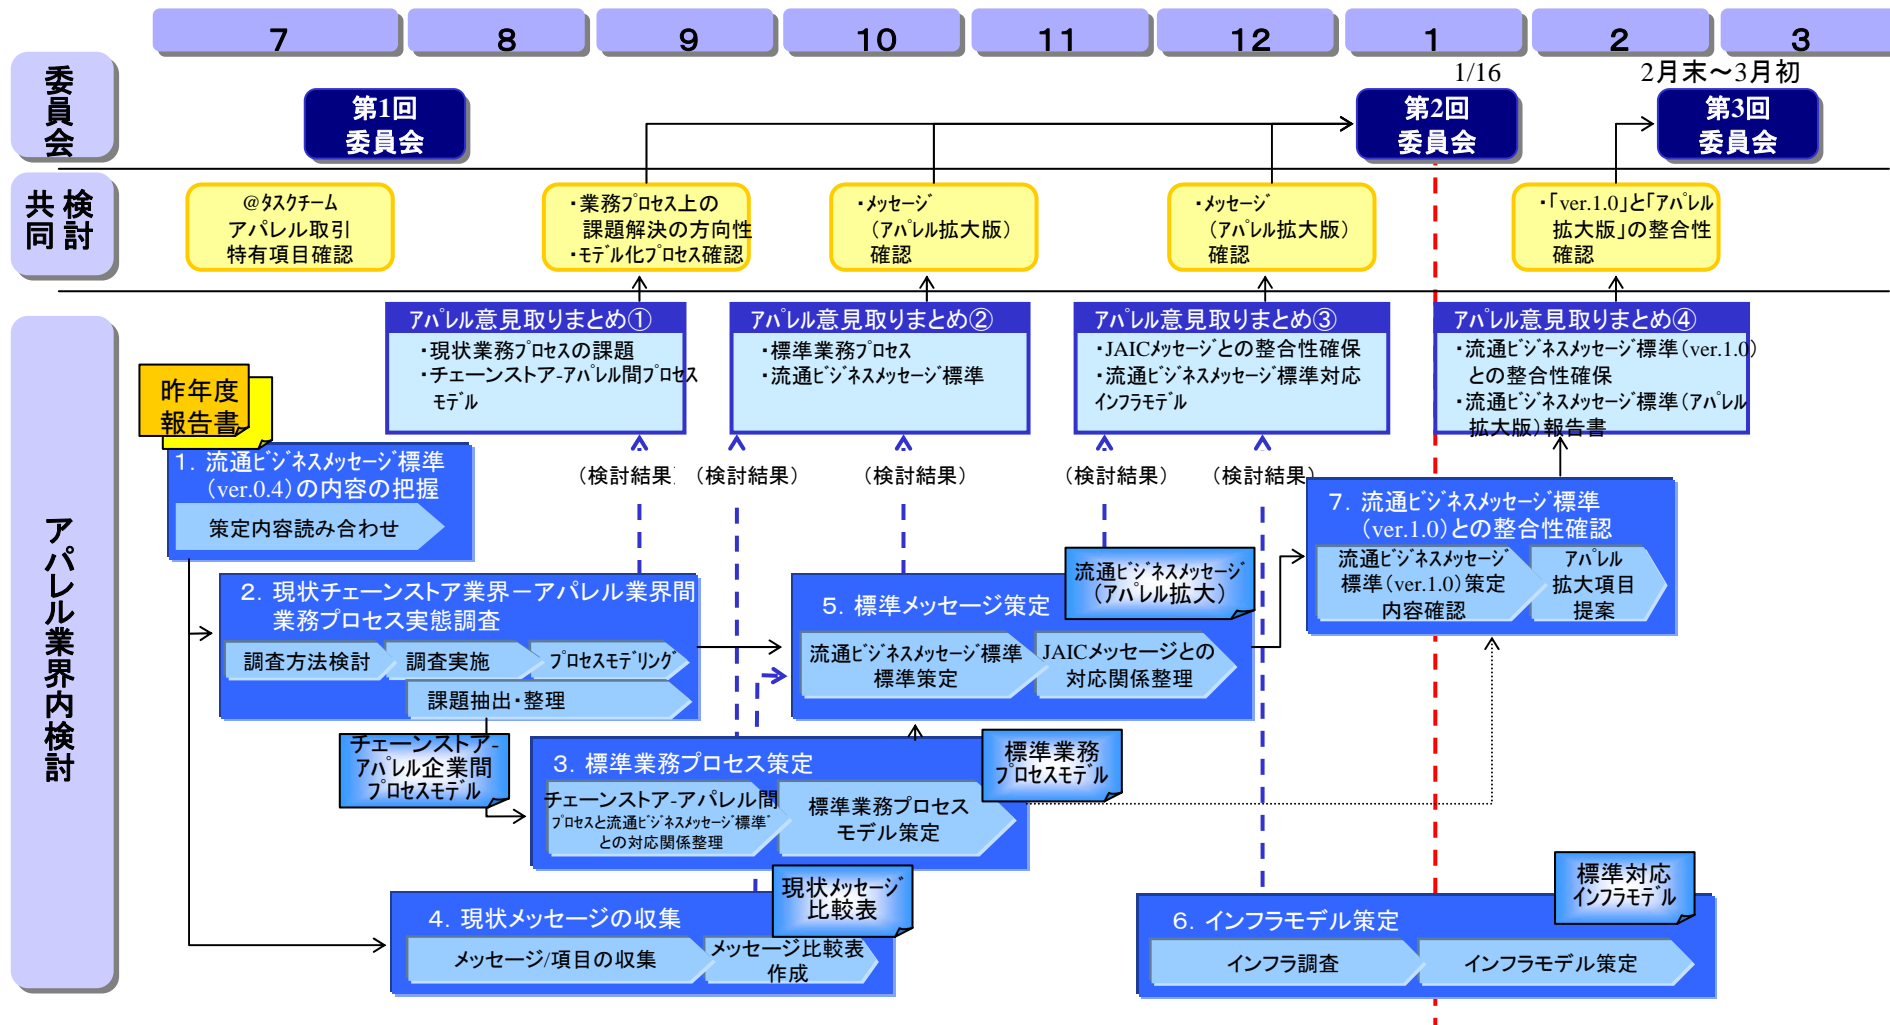 7
8
9
10
11
12
1
2
3
委員会
1/16
2月末～3月初
第1回
委員会
第2回
委員会
第3回
委員会
共同
検討
@タスクチーム
アパレル取引
特有項目確認
・業務プロセス上の
課題解決の方向性
・モデル化プロセス確認
・メッセージ
（アパレル拡大版）
確認
・メッセージ
（アパレル拡大版）
確認
・「ver.1.0」と「アパレル
拡大版」の整合性
確認
アパレル業界内検討
アパレル意見取りまとめ①
・現状業務プロセスの課題
・チェーンストア-アパレル間プロセス
モデル
アパレル意見取りまとめ②
・標準業務プロセス
・流通ビジネスメッセージ標準
アパレル意見取りまとめ③
・JAICメッセージとの整合性確保
・流通ビジネスメッセージ標準対応
インフラモデル
アパレル意見取りまとめ④
・流通ビジネスメッセージ標準（ver.1.0）
との整合性確保
・流通ビジネスメッセージ標準（アパレル
拡大版）報告書
昨年度
報告書
（検討結果）
（検討結果）
（検討結果）
（検討結果）
（検討結果）
1．流通ビジネスメッセージ標準
（ver.0.4）の内容の把握
策定内容読み合わせ
2．現状チェーンストア業界－アパレル業界間
業務プロセス実態調査
調査方法検討
調査実施
プロセスモデリング
課題抽出・整理
チェーンストア-
アパレル企業間
プロセスモデル
3．標準業務プロセス策定
チェーンストア-アパレル間
プロセスと流通ビジネスメッセージ標準
との対応関係整理
標準業務プロセス
モデル策定
標準業務
プロセスモデル
4．現状メッセージの収集
メッセージ/項目の収集
メッセージ比較表
作成
現状メッセージ
比較表
5．標準メッセージ策定
流通ビジネスメッセージ標準
標準策定
JAICメッセージとの
対応関係整理
流通ビジネスメッセージ
（アパレル拡大）
6．インフラモデル策定
インフラ調査
インフラモデル策定
標準対応
インフラモデル
7．流通ビジネスメッセージ標準
（ver.1.0）との整合性確認
流通ビジネスメッセージ
標準（ver.1.0）策定
内容確認
アパレル
拡大項目
提案